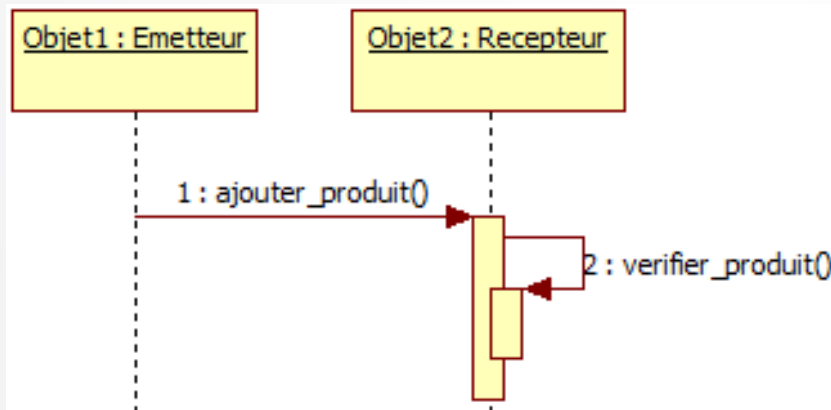 Objet1 : Emetteur
Objet2 : Recepteur
1 : ajouter_produit()
2 : verifier_produit()